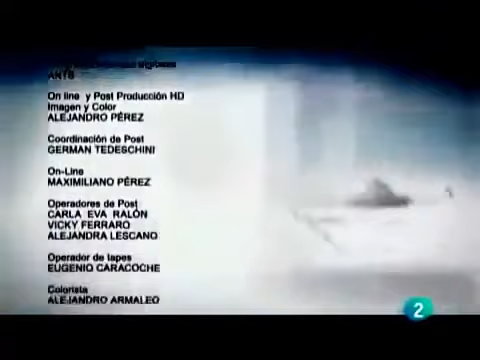 ANTS
On line y Post Producción HD
Imagen y Color
ALEJANDRO PÉREZ
Coordinación de Post
GERMAN TEDESCHINI
On-Line
MAXIMILIANO PÉREZ
Operadores de Post
CARLA EVA RALÓN
VICKY FERRARO
ALEJANDRA LESCANO
Operador de tapes
EUGENIO CARACOCHE
Colorista
ALEJANDRO ARMALEO
2